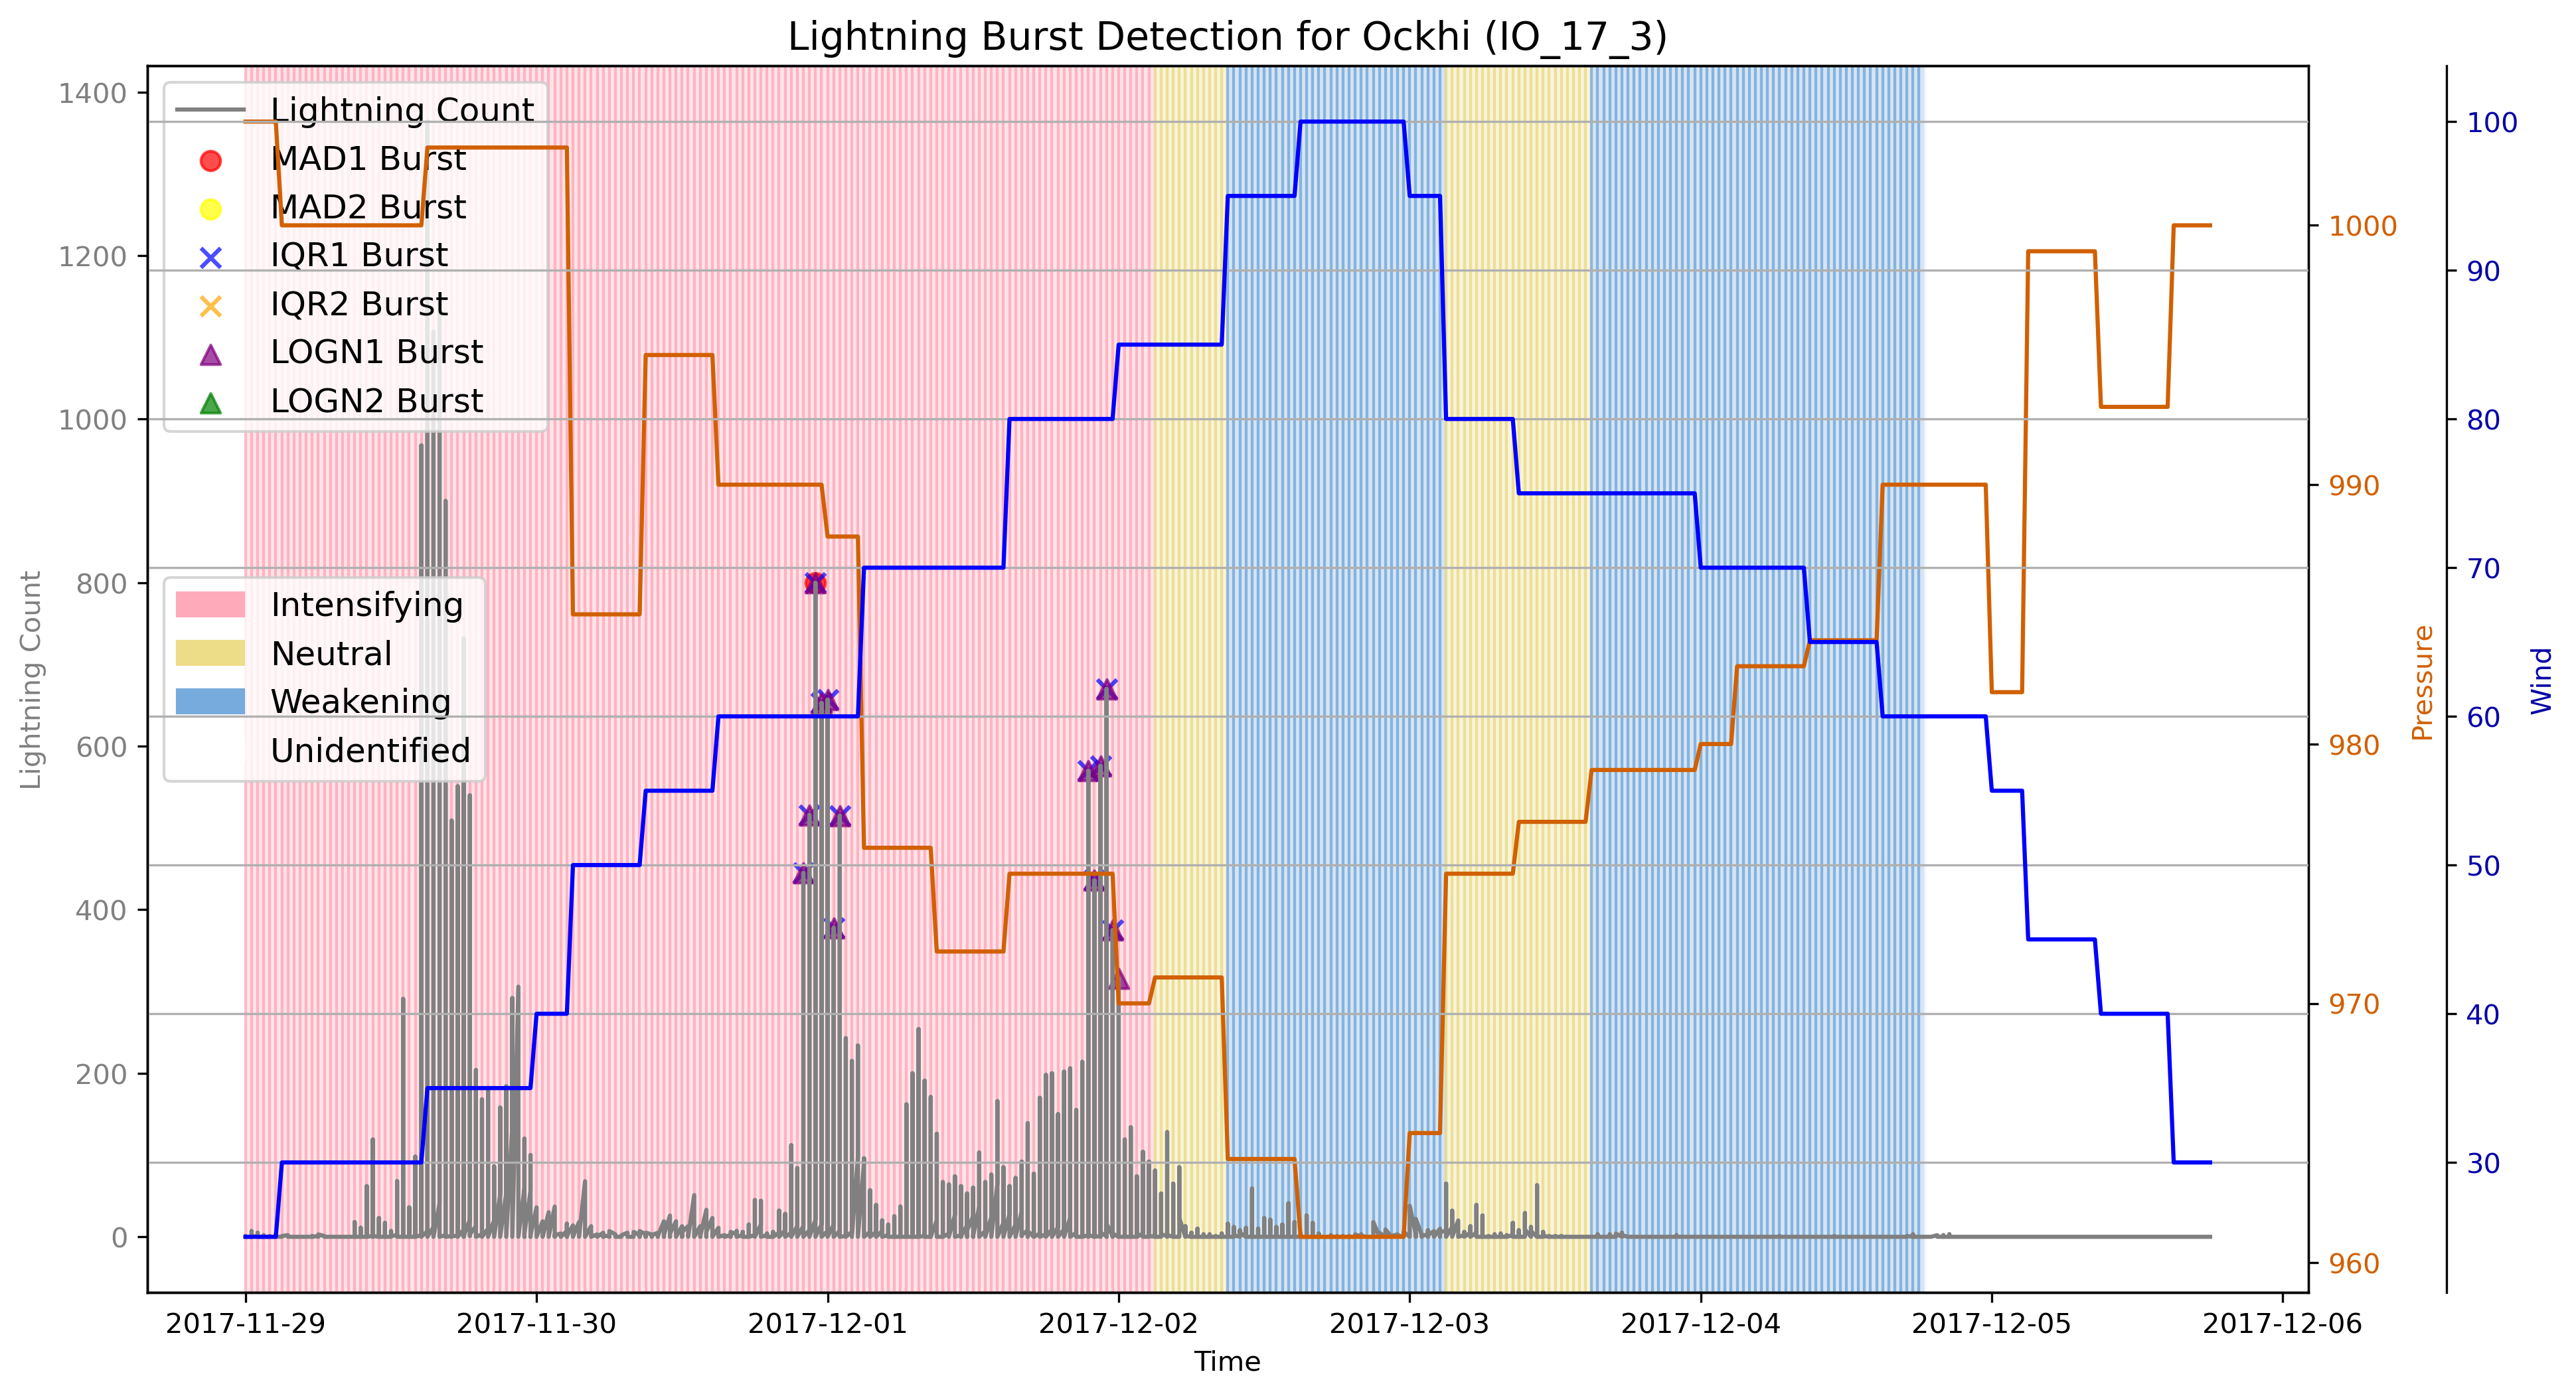 Lightning Burst Detection for Ockhi (IO_17_3)
Lightning Count
1400
1200
1000
800
600
400
200
0
Lightning Count
MAD1 Burst
MAD2 Burst
IQR1 Burst
IQR2 Burst
LOGN1 Burst
LOGN2 Burst
Intensifying
Neutral
Weakening
Unidentified
1000
990
980
970
960
Pressure
100
90
80
70
60
50
40
30
Wind
2017-11-29
2017-11-30
2017-12-01
2017-12-02
2017-12-03
2017-12-04
2017-12-05
2017-12-06
Time